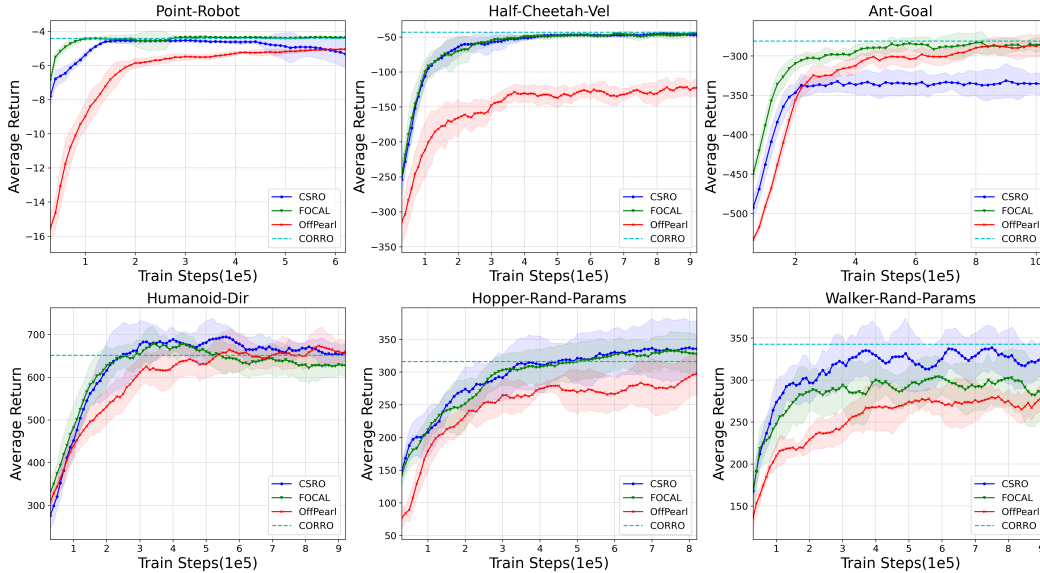 Point-Robot
Average Return
−4
−6
−8
−10
−12
−14
−16
1
2
3
4
5
6
Train Steps(1e5)
CSRO
FOCAL
OffPearl
CORRO
Half-Cheetah-Vel
Average Return
−50
−100
−150
−200
−250
−300
−350
1
2
3
4
5
6
7
8
9
Train Steps(1e5)
CSRO
FOCAL
OffPearl
CORRO
Ant-Goal
Average Return
−300
−350
−400
−450
−500
2
4
6
8
10
Train Steps(1e5)
CSRO
FOCAL
OffPearl
CORRO
Humanoid-Dir
Average Return
700
600
500
400
300
1
2
3
4
5
6
7
8
9
Train Steps(1e5)
CSRO
FOCAL
OffPearl
CORRO
Hopper-Rand-Params
Average Return
350
300
250
200
150
100
50
1
2
3
4
5
6
7
8
Train Steps(1e5)
CSRO
FOCAL
OffPearl
CORRO
Walker-Rand-Params
Average Return
350
300
250
200
150
1
2
3
4
5
6
7
8
9
Train Steps(1e5)
CSRO
FOCAL
OffPearl
CORRO